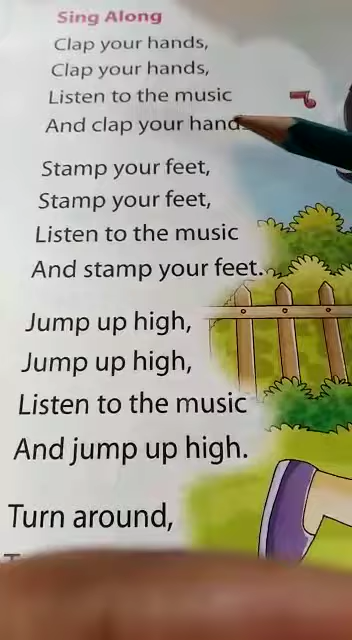 Sing Along
Clap your hands,
Clap your hands,
Listen to the music
And clap your
Stamp your feet,
Stamp your feet,
Listen to the music
And stamp your feet.
Jump up high,
Jump up high,
Listen to the music
And jump up high.
Turn around,